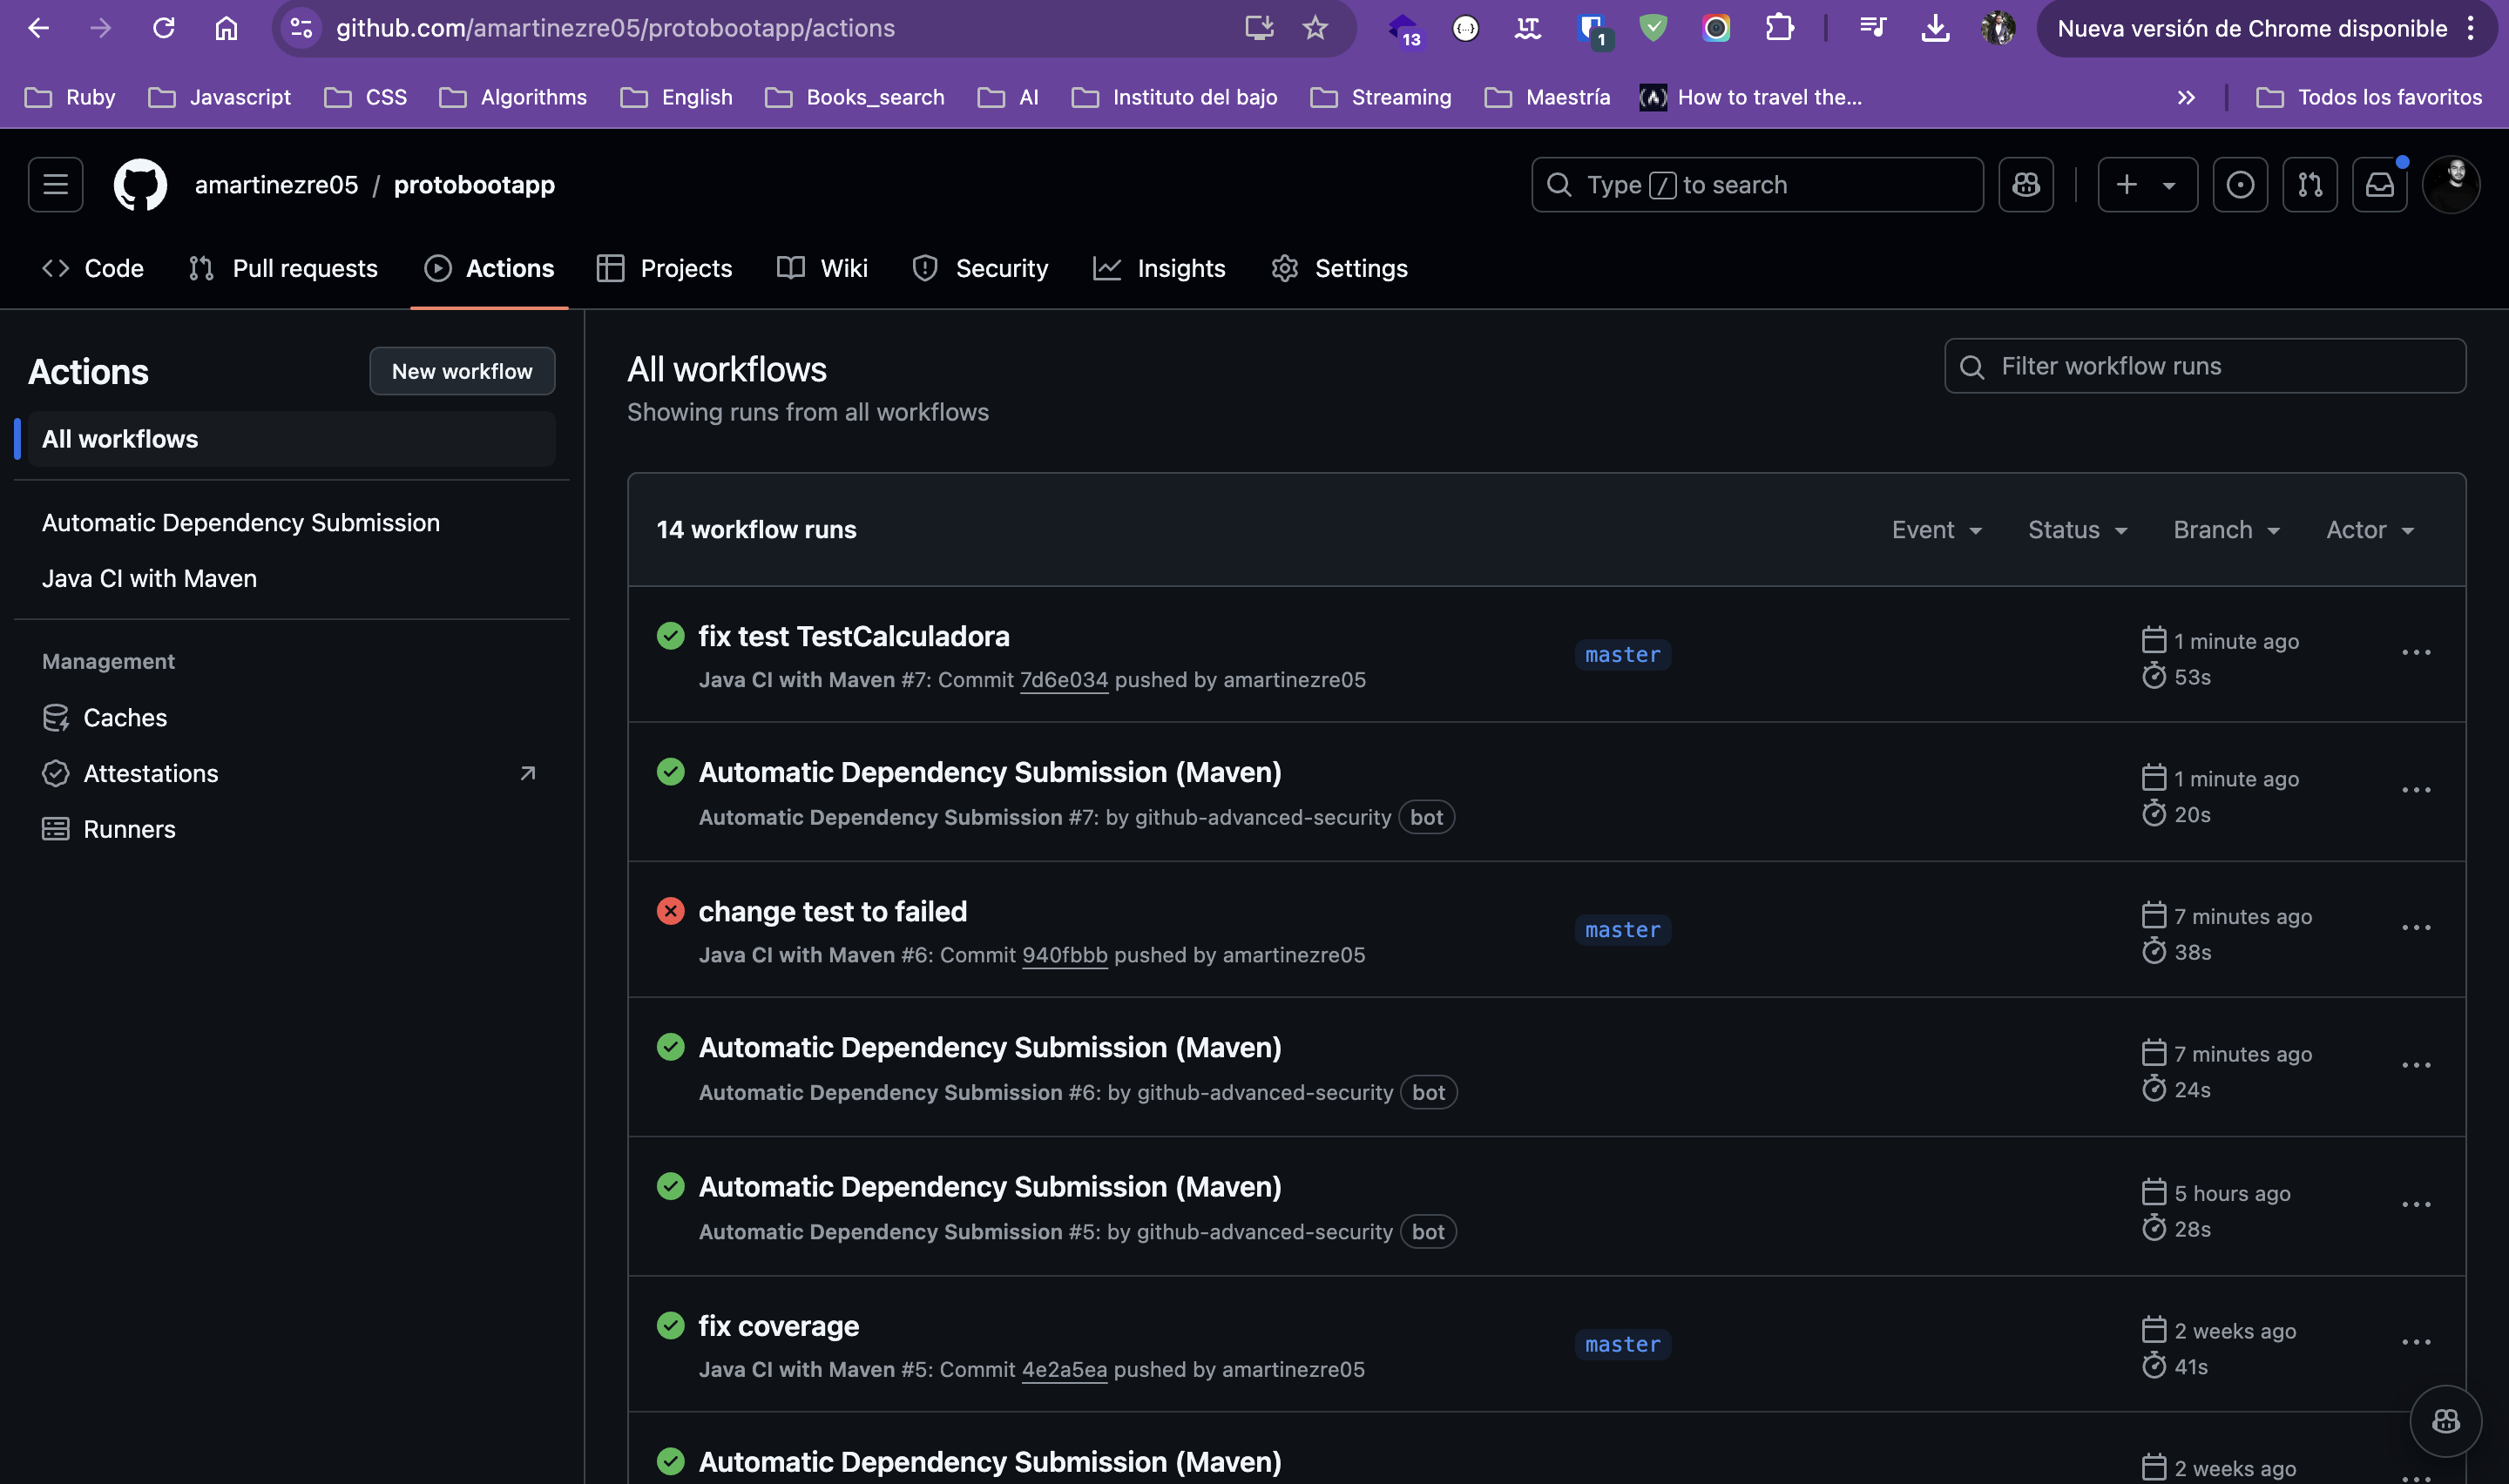 github.com/amartinezre05/protobootapp/actions
13
{...}
LT
1
Nueva versión de Chrome disponible
Ruby
Javascript
CSS
Algorithms
English
Books_search
AI
Instituto del bajo
Streaming
Maestría
(A) How to travel the...
Todos los favoritos
amartinezre05 / protobootapp
Type / to search
Code
Pull requests
Actions
Projects
Wiki
Security
Insights
Settings
Actions
New workflow
All workflows
Automatic Dependency Submission
Java CI with Maven
Management
Caches
Attestations
Runners
All workflows
Showing runs from all workflows
Filter workflow runs
14 workflow runs
Event
Status
Branch
Actor
fix test TestCalculadora
Java CI with Maven #7: Commit 7d6e034 pushed by amartinezre05
master
1 minute ago
53s
Automatic Dependency Submission (Maven)
Automatic Dependency Submission #7: by github-advanced-security bot
1 minute ago
20s
change test to failed
Java CI with Maven #6: Commit 940fbbb pushed by amartinezre05
master
7 minutes ago
38s
Automatic Dependency Submission (Maven)
Automatic Dependency Submission #6: by github-advanced-security bot
7 minutes ago
24s
Automatic Dependency Submission (Maven)
Automatic Dependency Submission #5: by github-advanced-security bot
5 hours ago
28s
fix coverage
Java CI with Maven #5: Commit 4e2a5ea pushed by amartinezre05
master
2 weeks ago
41s
Automatic Dependency Submission (Maven)
2 weeks ago